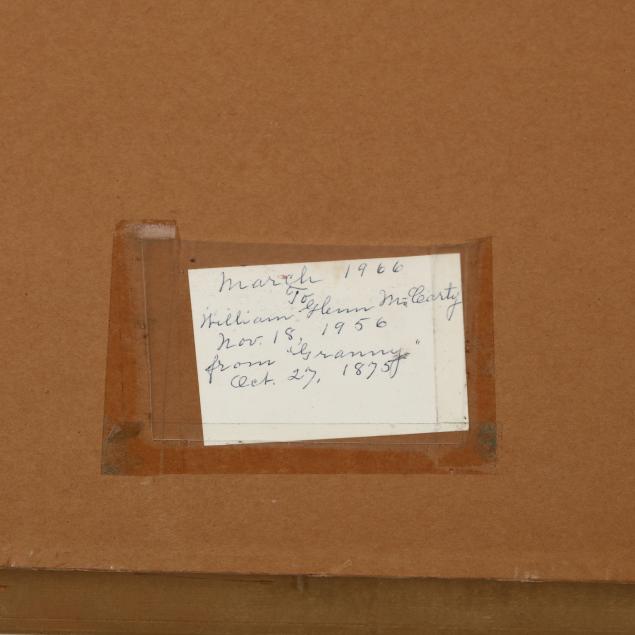 March 1966
To
William Glenn McCarty
Nov. 18, 1956
from "Granny"
Oct. 27, 1875